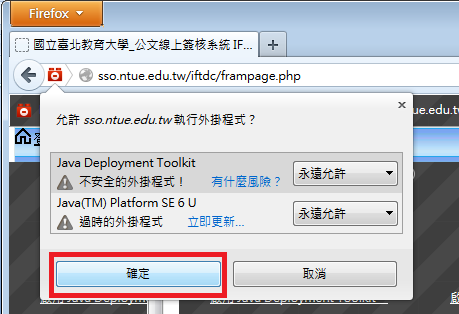 Firefox
國立臺北教育大學_公文線上簽核系統 IF...
sso.ntue.edu.tw/iftdc/frampage.php
ue.edu.tw
允許 sso.ntue.edu.tw 執行外掛程式？
Java Deployment Toolkit
不安全的外掛程式！ 有什麼風險？
永遠允許
Java(TM) Platform SE 6 U
過時的外掛程式 立即更新...
永遠允許
確定
取消